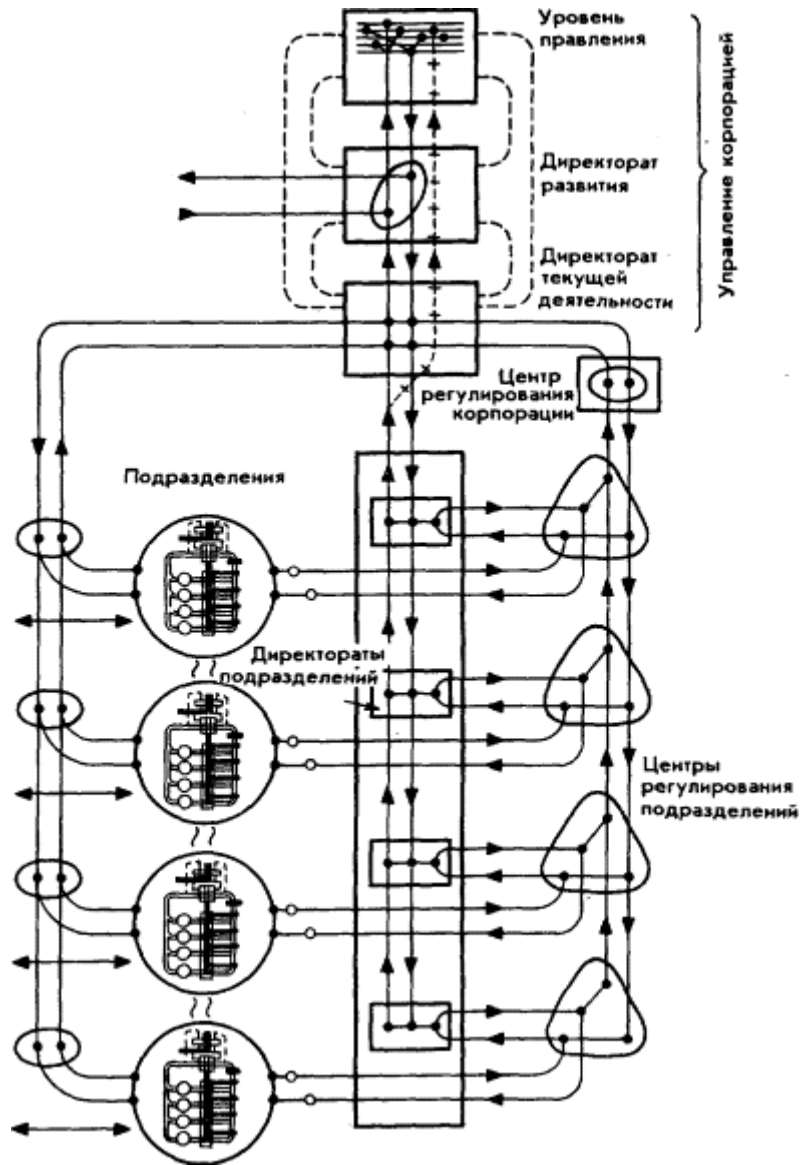 Уровень
правления
Директорат
развития
Управление корпорацией
Директорат
текущей
деятельности
Центр
регулирования
корпорации
Подразделения
Директораты
подразделений
Центры
регулирования
подразделений